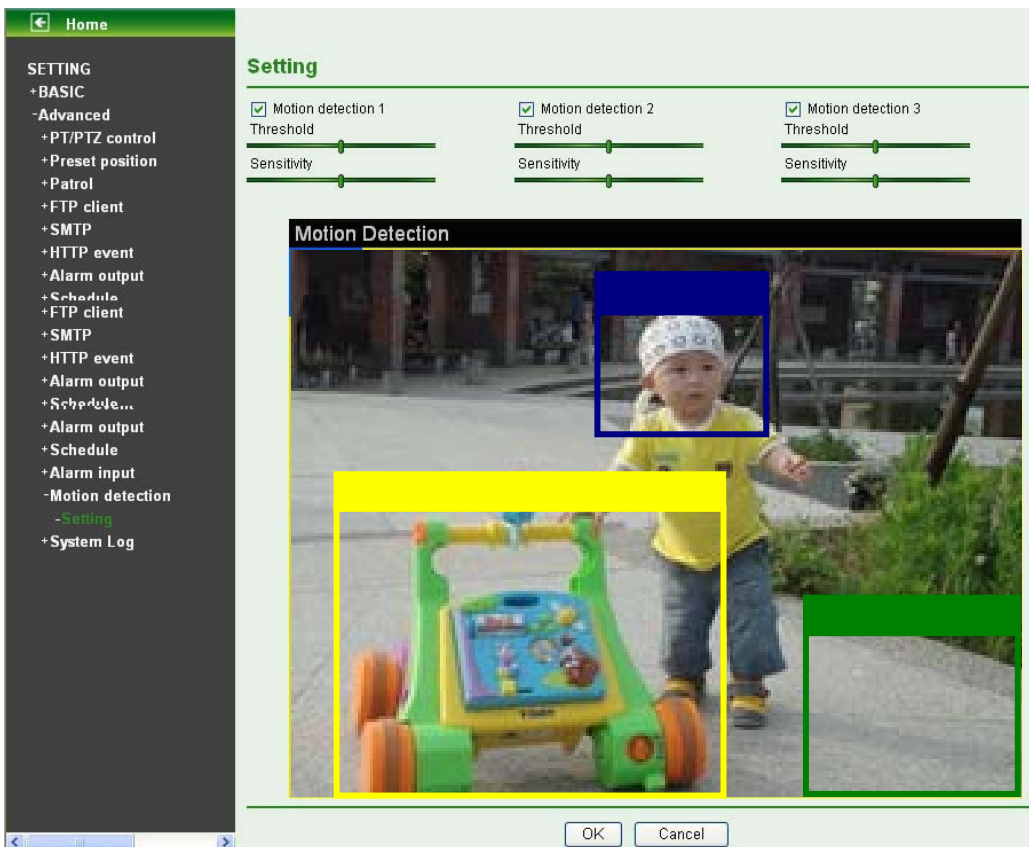 Home
SETTING
+BASIC
-Advanced
+PT/PTZ control
+Preset position
+Patrol
+FTP client
+SMTP
+HTTP event
+Alarm output
+Schedule
+FTP client
+SMTP
+HTTP event
+Alarm output
+Schedule...
+Alarm output
+Schedule
+Alarm input
-Motion detection
-Setting
+System Log
Setting
Motion detection 1
Threshold
Sensitivity
Motion detection 2
Threshold
Sensitivity
Motion detection 3
Threshold
Sensitivity
Motion Detection
OK
Cancel